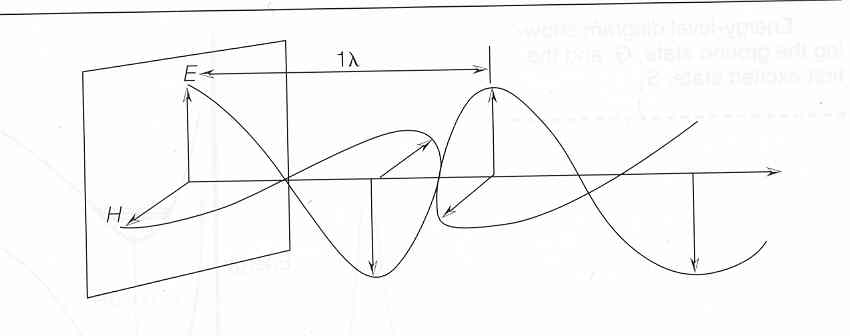 Energy-level diagram show-
ing the ground state, G, and the
first excited state, S
1λ
E
H